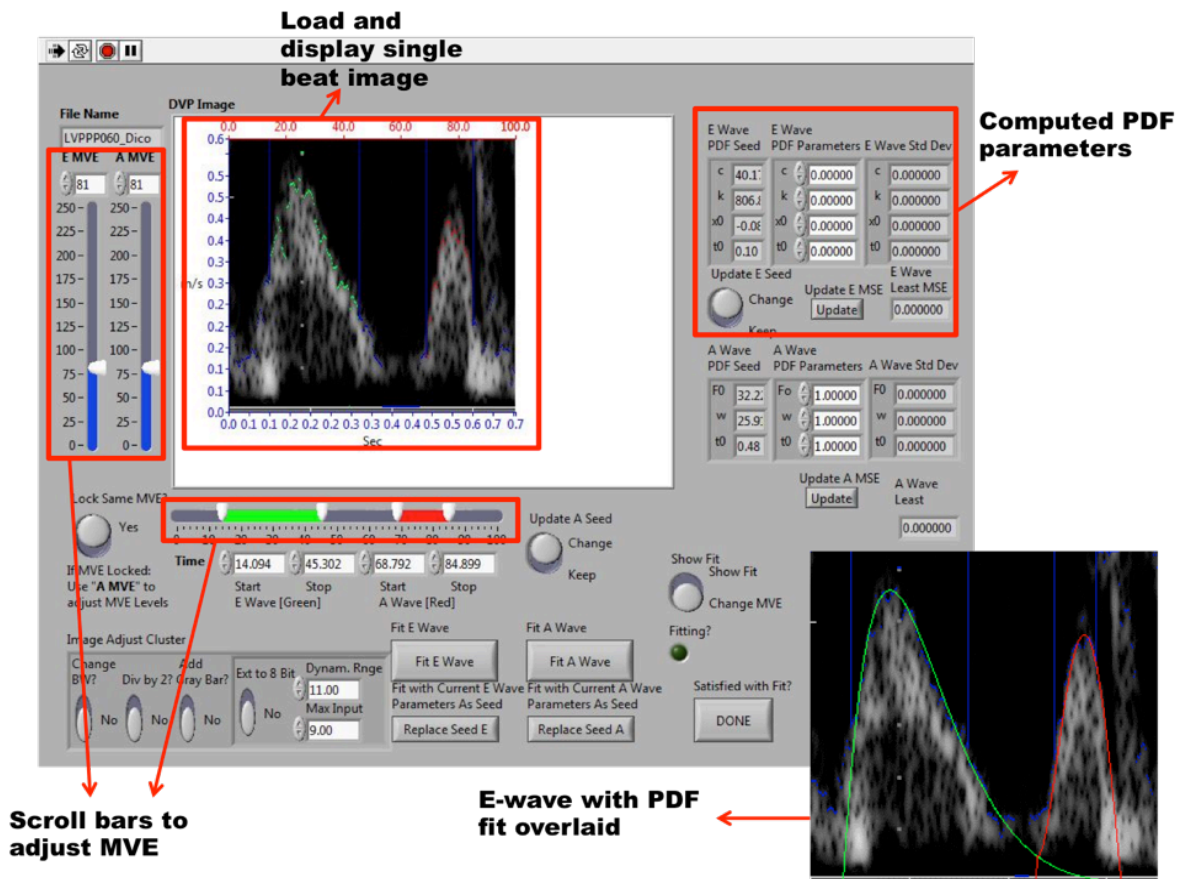 Load and
display single
beat image
DVP Image
File Name
LVPPP060_Dico
E MVE A MVE
81 81
250 - 250 -
225 - 225 -
200 - 200 -
175 - 175 -
150 - 150 -
125 - 125 -
100 - 100 -
75 - 75 -
50 - 50 -
25 - 25 -
0 - 0 -
0.0 20.0 40.0 60.0 80.0 100.0
0.6
0.5
0.5
0.4
0.4
0.3
m/s 0.3
0.2
0.2
0.1
0.1
0.0
0.0 0.1 0.1 0.2 0.2 0.2 0.3 0.4 0.4 0.5 0.5 0.6 0.6 0.7
Sec
E Wave
PDF Seed
E Wave
PDF Parameters
E Wave Std Dev
c 40.1 c 0.00000 c 0.000000
k 806.8 k 0.00000 k 0.000000
x0 -0.08 x0 0.00000 x0 0.000000
t0 0.10 t0 0.00000 t0 0.000000
Update E Seed
Change
Keep
Update E MSE
Update
E Wave
Least MSE
0.000000
Computed PDF
parameters
A Wave
PDF Seed
A Wave
PDF Parameters
A Wave Std Dev
F0 32.2 Fo 1.00000 F0 0.000000
w 25.9 w 1.00000 w 0.000000
t0 0.48 t0 1.00000 t0 0.000000
Update A MSE
Update
A Wave
Least
0.000000
Lock Same MVE?
Yes
If MVE Locked:
Use "A MVE" to
adjust MVE Levels
0 10 20 30 40 50 60 70 80 90 100
Time 14.094 45.302 68.792 84.899
Start Stop Start Stop
E Wave [Green] A Wave [Red]
Update A Seed
Change
Keep
Show Fit
Show Fit
Change MVE
Fitting?
Image Adjust Cluster
Change
BW?
No
Div by 2?
No
Add
Gray Bar?
No
Ext to 8 Bit
No
Dynam. Rnge
11.00
Max Input
9.00
Fit E Wave
Fit E Wave
Fit with Current E Wave
Parameters As Seed
Replace Seed E
Fit A Wave
Fit A Wave
Fit with Current A Wave
Parameters As Seed
Replace Seed A
Satisfied with Fit?
DONE
Scroll bars to
adjust MVE
E-wave with PDF
fit overlaid